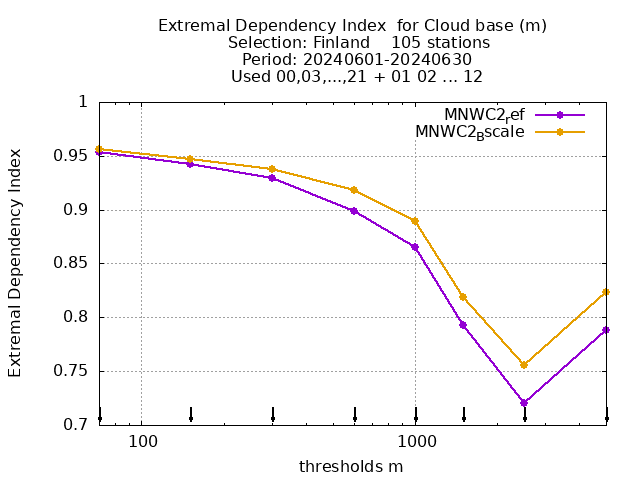 Extremal Dependency Index  for Cloud base (m)
Selection: Finland    105 stations
Period: 20240601-20240630
Used 00,03,...,21 + 01 02 ... 12
MNWC2ref
MNWC2Bscale
1
0.95
0.9
0.85
0.8
0.75
0.7
Extremal Dependency Index
100
1000
thresholds m